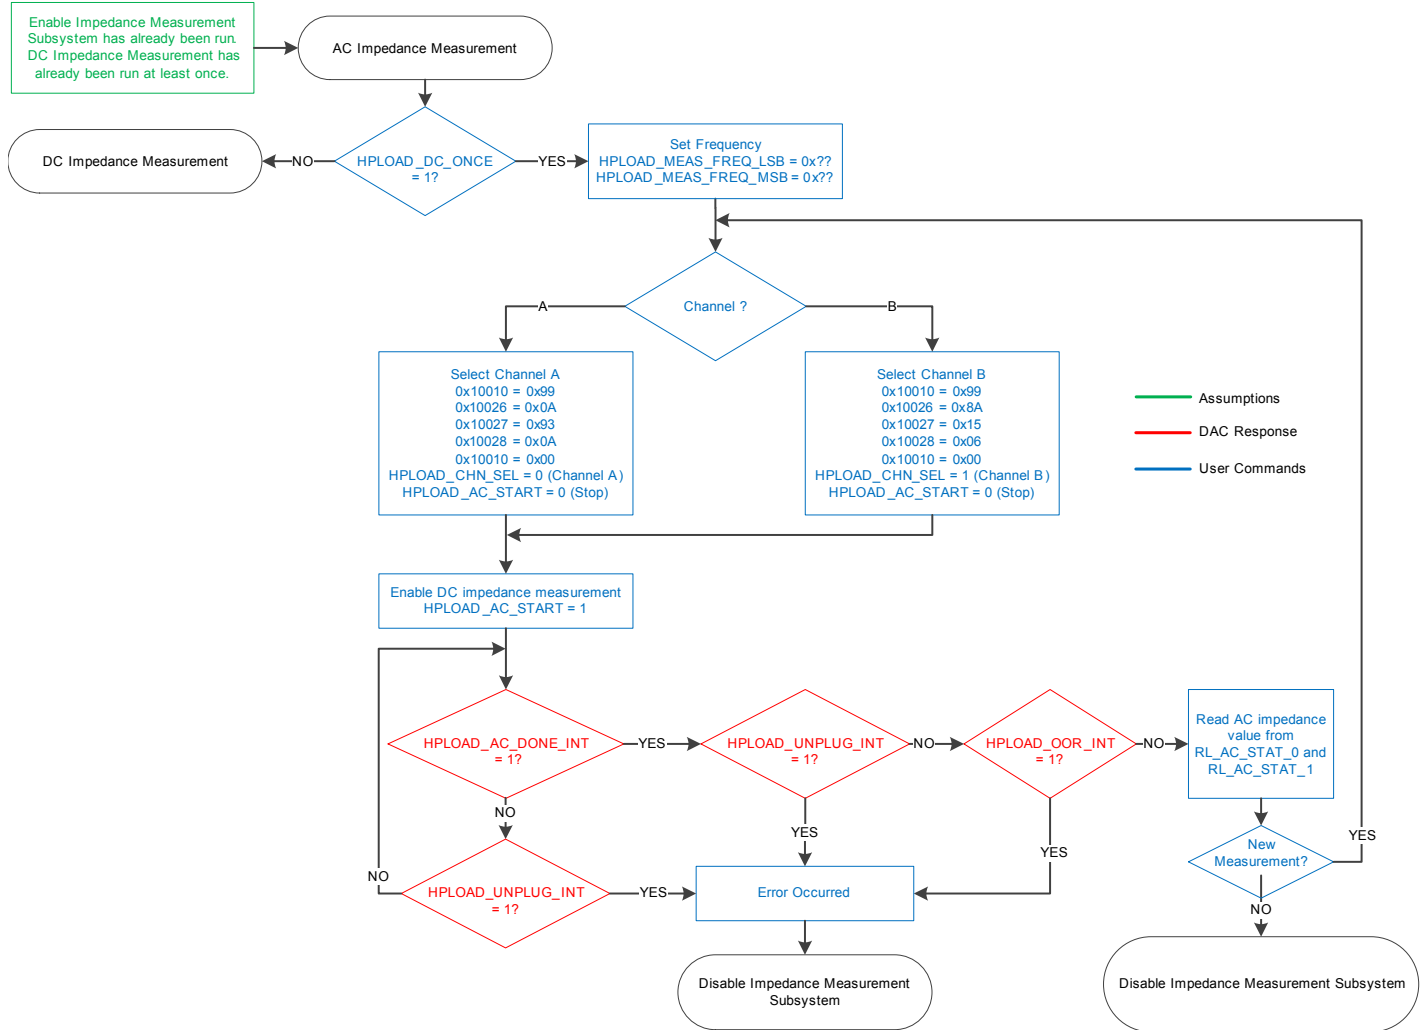 Enable Impedance Measurement
Subsystem has already been run.
DC Impedance Measurement has
already been run at least once.
AC Impedance Measurement
DC Impedance Measurement
NO
HPLOAD_DC_ONCE
= 1?
YES
Set Frequency
HPLOAD_MEAS_FREQ_LSB = 0x??
HPLOAD_MEAS_FREQ_MSB = 0x??
Channel ?
A
B
Select Channel A
0x10010 = 0x99
0x10026 = 0x0A
0x10027 = 0x93
0x10028 = 0x0A
0x10010 = 0x00
HPLOAD_CHN_SEL = 0 (Channel A)
HPLOAD_AC_START = 0 (Stop)
Select Channel B
0x10010 = 0x99
0x10026 = 0x8A
0x10027 = 0x15
0x10028 = 0x06
0x10010 = 0x00
HPLOAD_CHN_SEL = 1 (Channel B)
HPLOAD_AC_START = 0 (Stop)
Assumptions
DAC Response
User Commands
Enable DC impedance measurement
HPLOAD_AC_START = 1
HPLOAD_AC_DONE_INT
= 1?
YES
HPLOAD_UNPLUG_INT
= 1?
NO
HPLOAD_OOR_INT
= 1?
NO
Read AC impedance
value from
RL_AC_STAT_0 and
RL_AC_STAT_1
NO
YES
YES
New
Measurement?
YES
NO
HPLOAD_UNPLUG_INT
= 1?
YES
Error Occurred
NO
Disable Impedance Measurement
Subsystem
Disable Impedance Measurement Subsystem